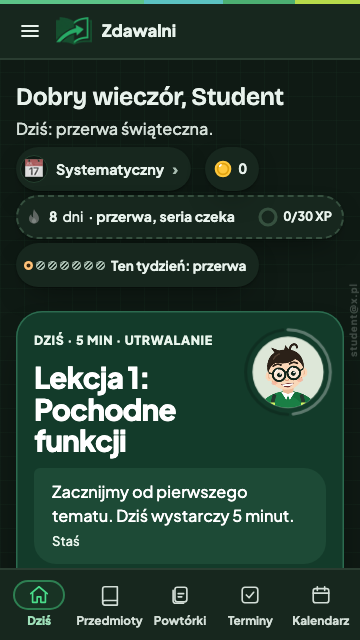 Zdawalni
Dobry wieczór, Student
Dziś: przerwa świąteczna.
17 Systematyczny ›
0
8 dni · przerwa, seria czeka
0/30 XP
Ten tydzień: przerwa
student@x.pl
DZIŚ · 5 MIN · UTRWALANIE
Lekcja 1:
Pochodne
funkcji
Zacznijmy od pierwszego
tematu. Dziś wystarczy 5 minut.
Staś
Dziś
Przedmioty
Powtórki
Terminy
Kalendarz